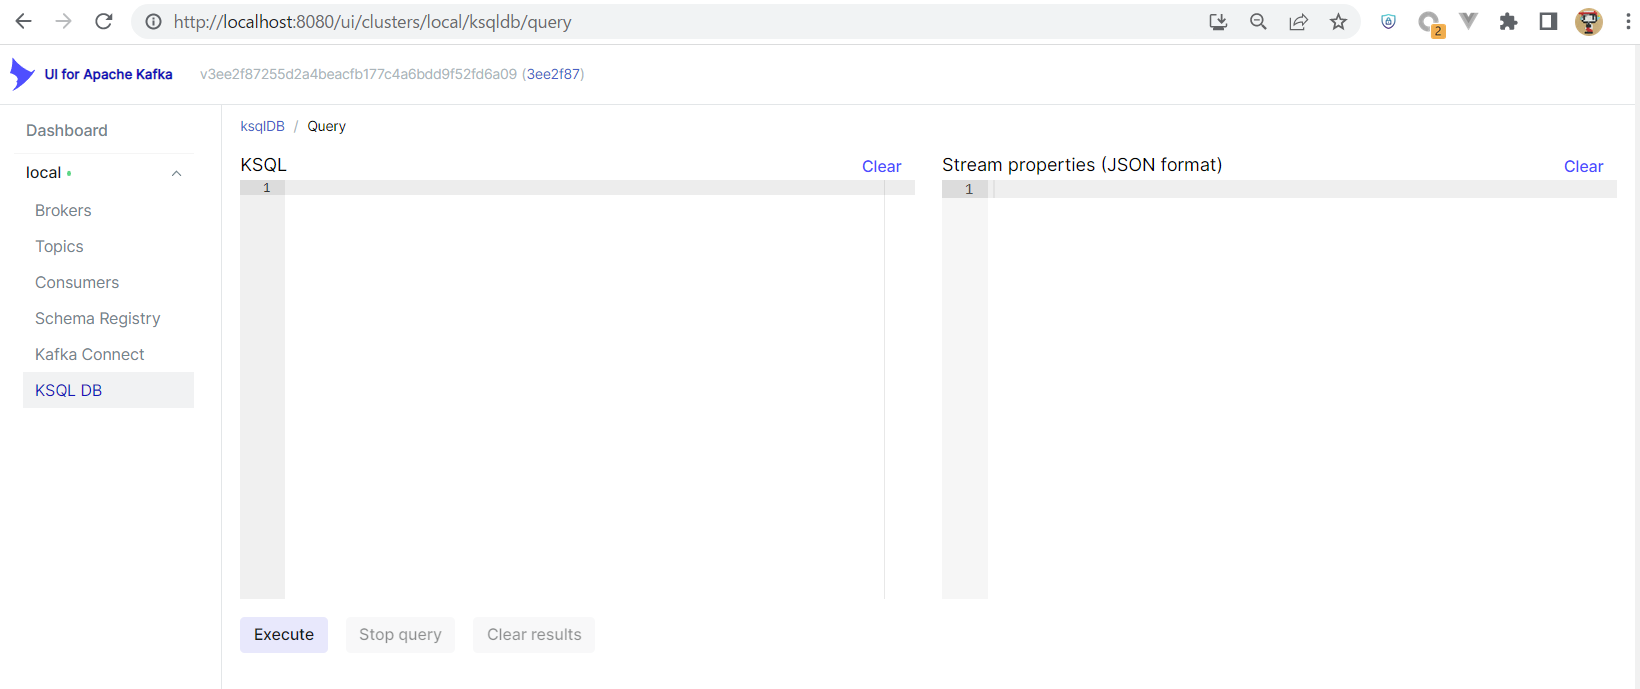 http://localhost:8080/ui/clusters/local/ksqldb/query
2
UI for Apache Kafka v3ee2f87255d2a4beacfb177c4a6bdd9f52fd6a09 (3ee2f87)
Dashboard
local
Brokers
Topics
Consumers
Schema Registry
Kafka Connect
KSQL DB
ksqlDB / Query
KSQL Clear
1
Stream properties (JSON format) Clear
1
Execute Stop query Clear results